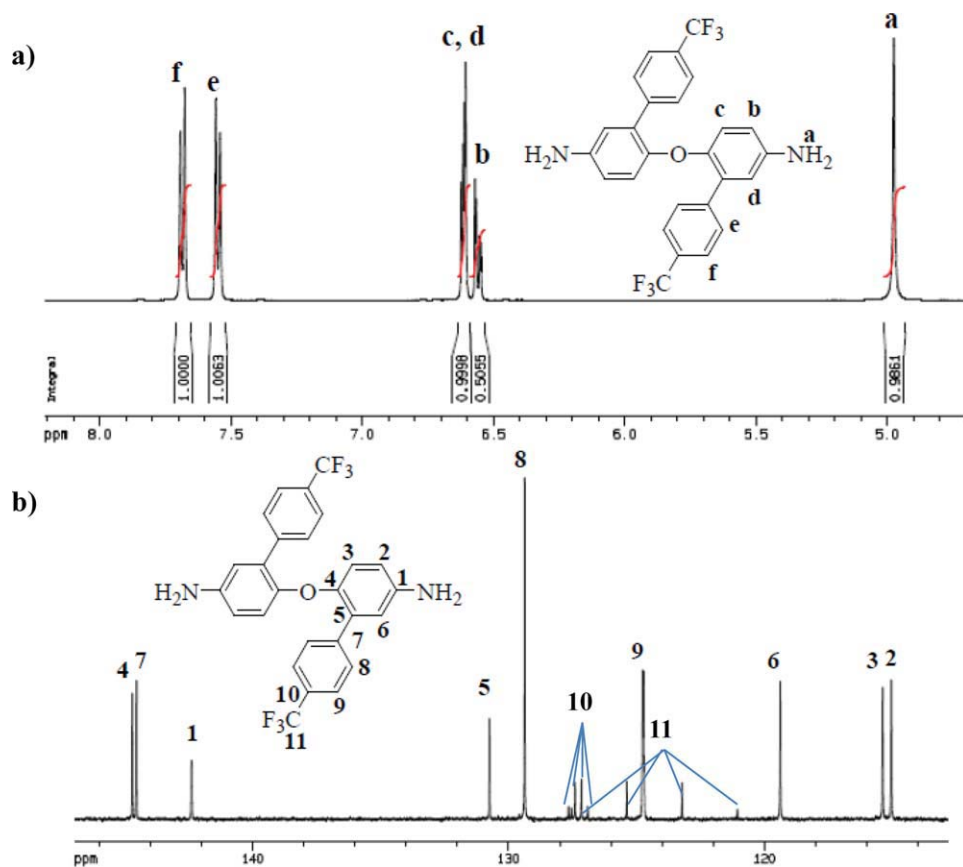 a)
f
e
c, d
b
a
CF3
c
b
a
H2N
O
NH2
d
e
F3C
f
Integral
1.0000
1.0063
0.9998
0.5055
0.9861
ppm
8.0
7.5
7.0
6.5
6.0
5.5
5.0
b)
8
CF3
3
2
H2N
O
4
1
NH2
5
6
7
8
10
9
F3C
11
4
7
1
5
10
9
11
6
3
2
ppm
140
130
120